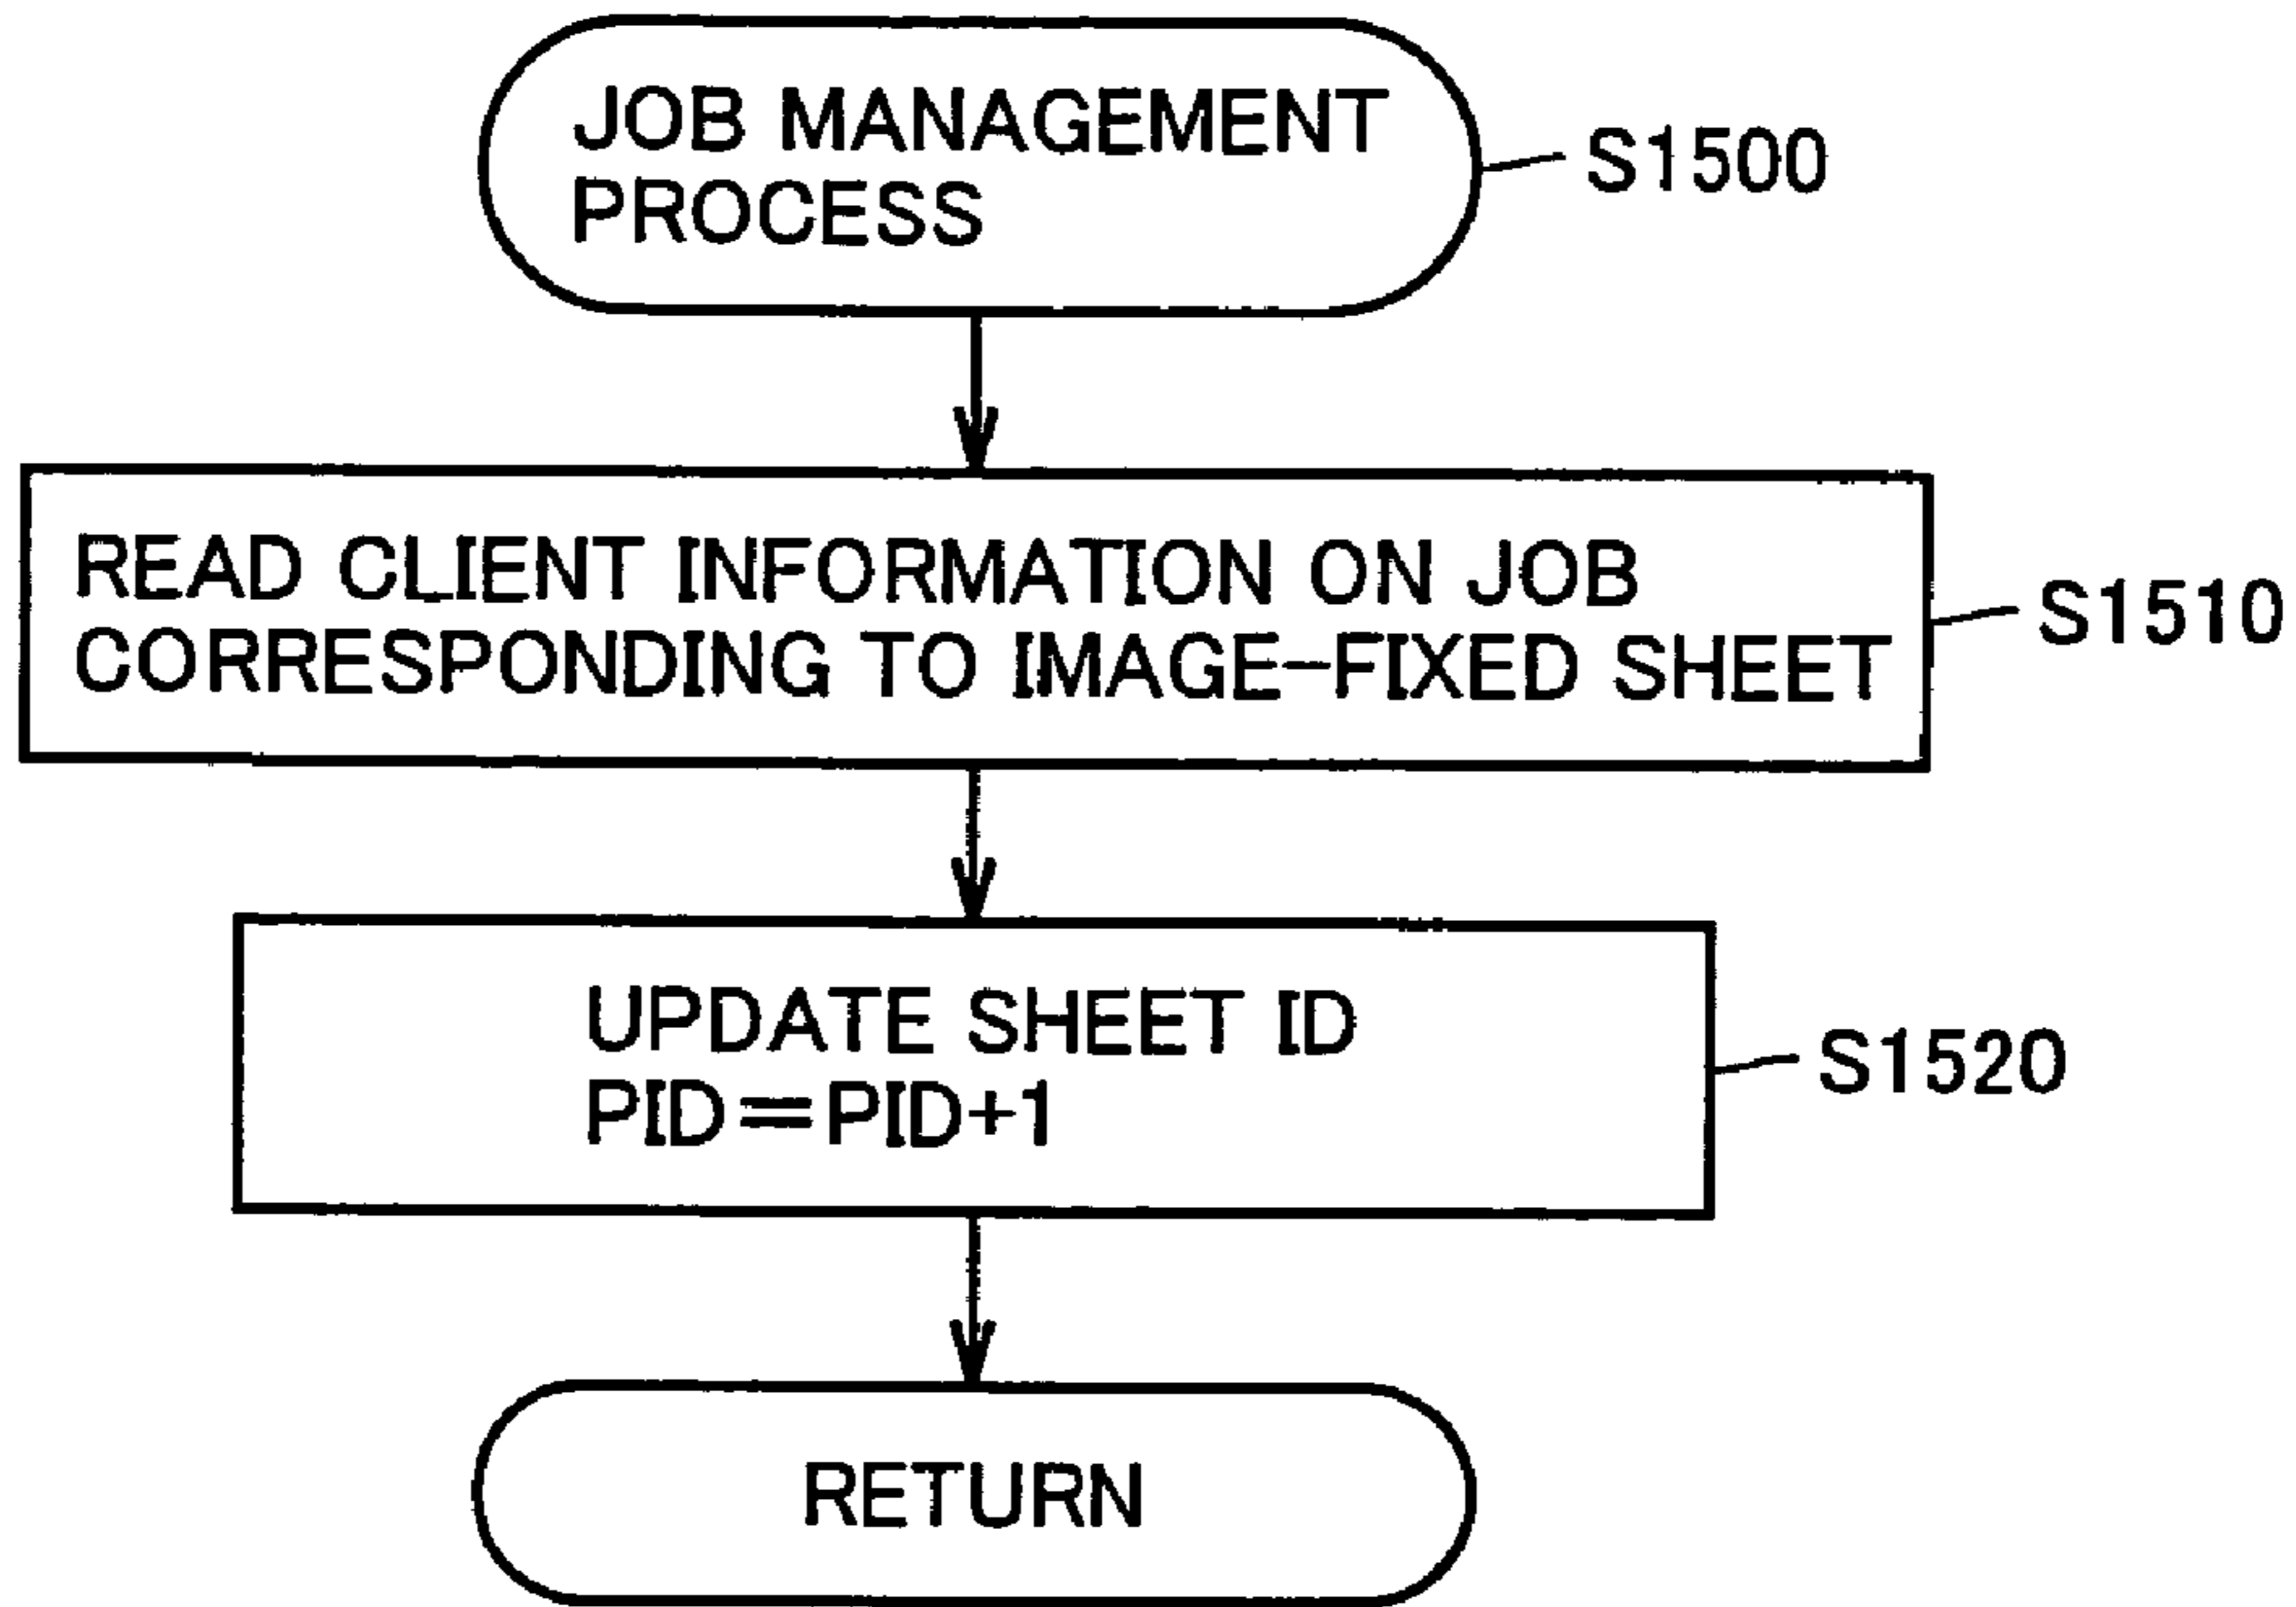 JOB MANAGEMENT
PROCESS
S1500
READ CLIENT INFORMATION ON JOB
CORRESPONDING TO IMAGE-FIXED SHEET
S1510
UPDATE SHEET ID
PID=PID+1
S1520
RETURN